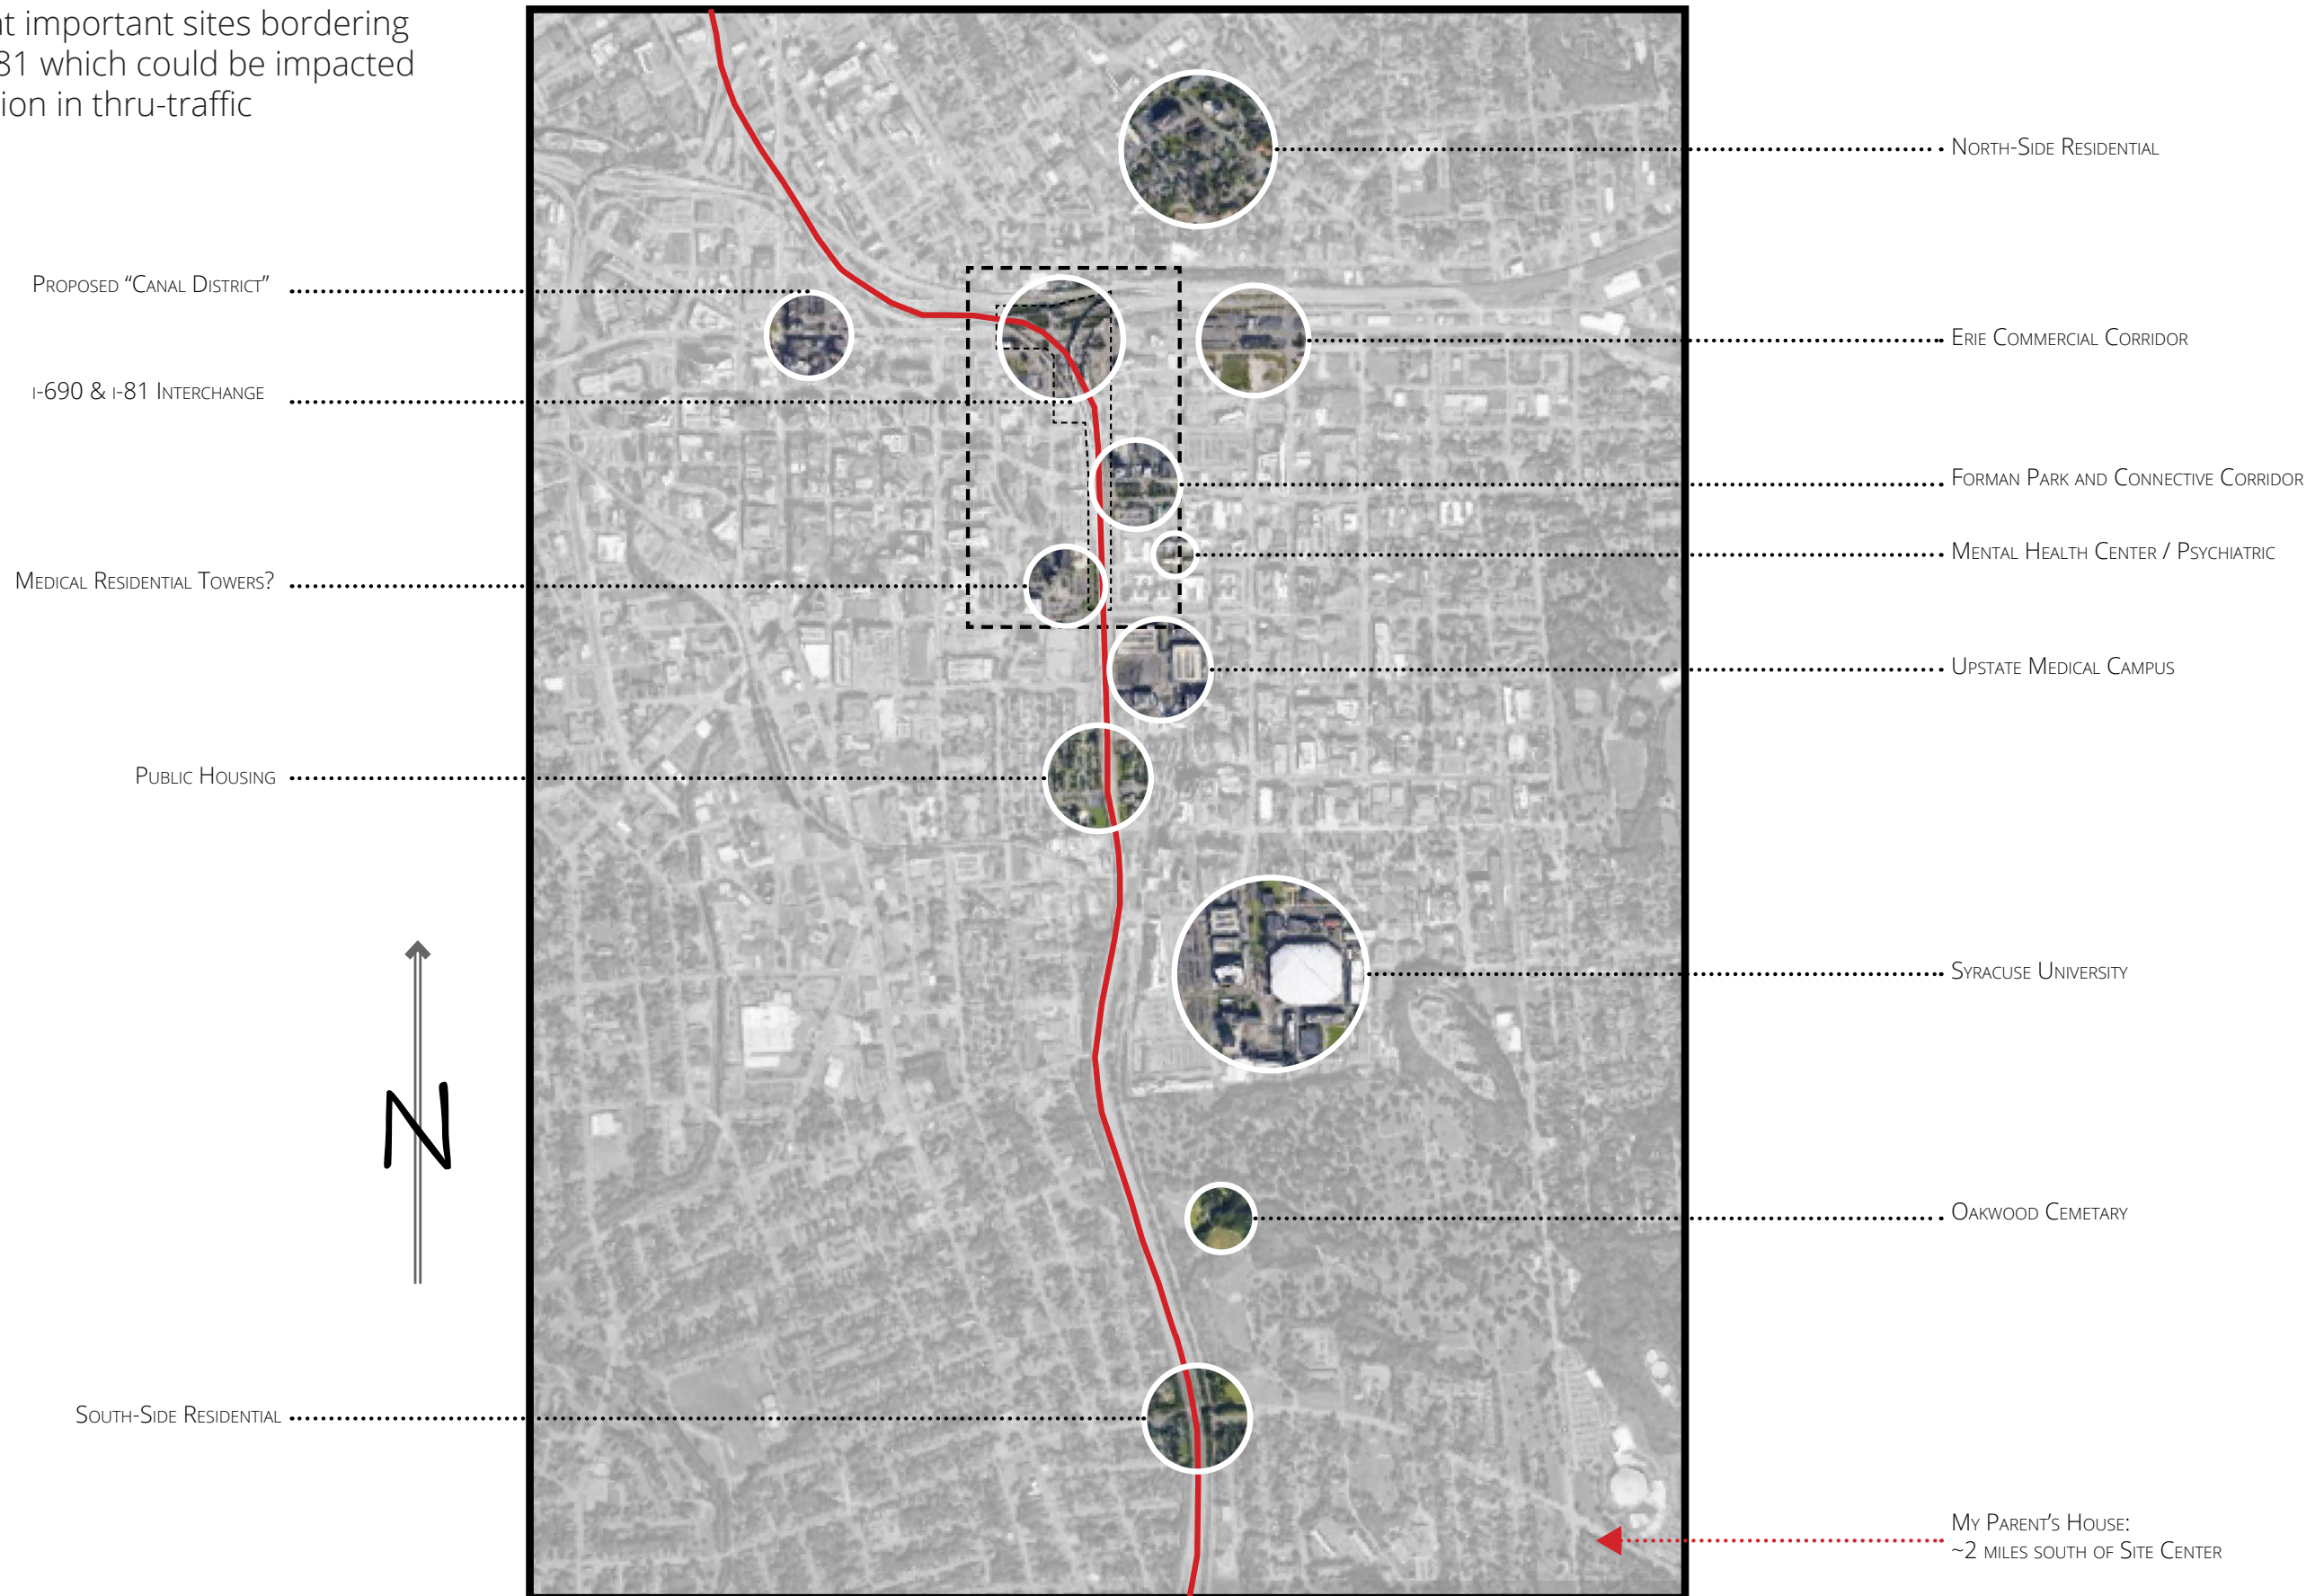 at important sites bordering
81 which could be impacted
ion in thru-traffic
North-Side Residential
Proposed “Canal District”
Erie Commercial Corridor
i-690 & i-81 Interchange
Forman Park and Connective Corridor
Mental Health Center / Psychiatric
Medical Residential Towers?
Upstate Medical Campus
Public Housing
Syracuse University
N
Oakwood Cemetary
South-Side Residential
My Parent’s House:
~2 miles south of Site Center